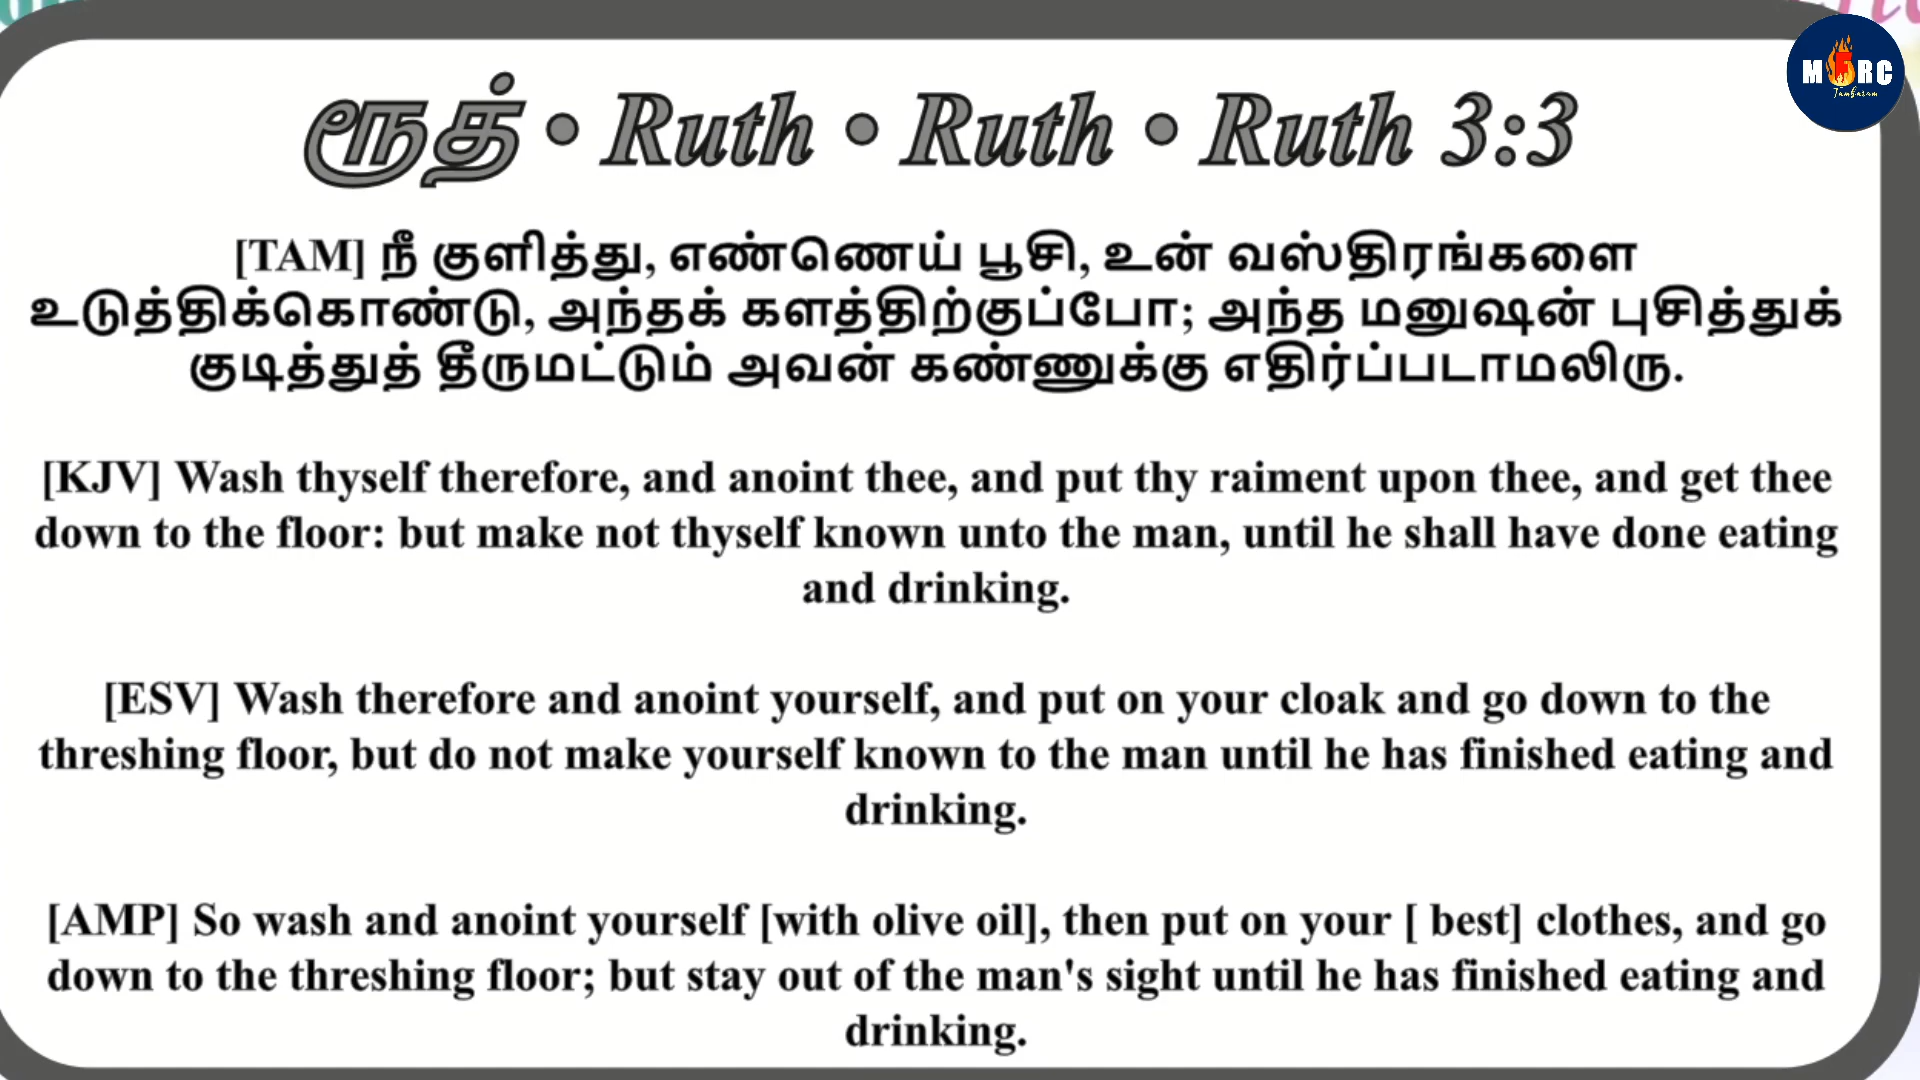 ரூத் • Ruth • Ruth • Ruth 3:3
MFRC
Tambaram
[TAM] நீ குளித்து, எண்ணெய் பூசி, உன் வஸ்திரங்களை
உடுத்திக்கொண்டு, அந்தக் களத்திற்குப்போ; அந்த மனுஷன் புசித்துக்
குடித்துத் தீருமட்டும் அவன் கண்ணுக்கு எதிர்ப்படாமலிரு.
[KJV] Wash thyself therefore, and anoint thee, and put thy raiment upon thee, and get thee
down to the floor: but make not thyself known unto the man, until he shall have done eating
and drinking.
[ESV] Wash therefore and anoint yourself, and put on your cloak and go down to the
threshing floor, but do not make yourself known to the man until he has finished eating and
drinking.
[AMP] So wash and anoint yourself [with olive oil], then put on your [ best] clothes, and go
down to the threshing floor; but stay out of the man's sight until he has finished eating and
drinking.